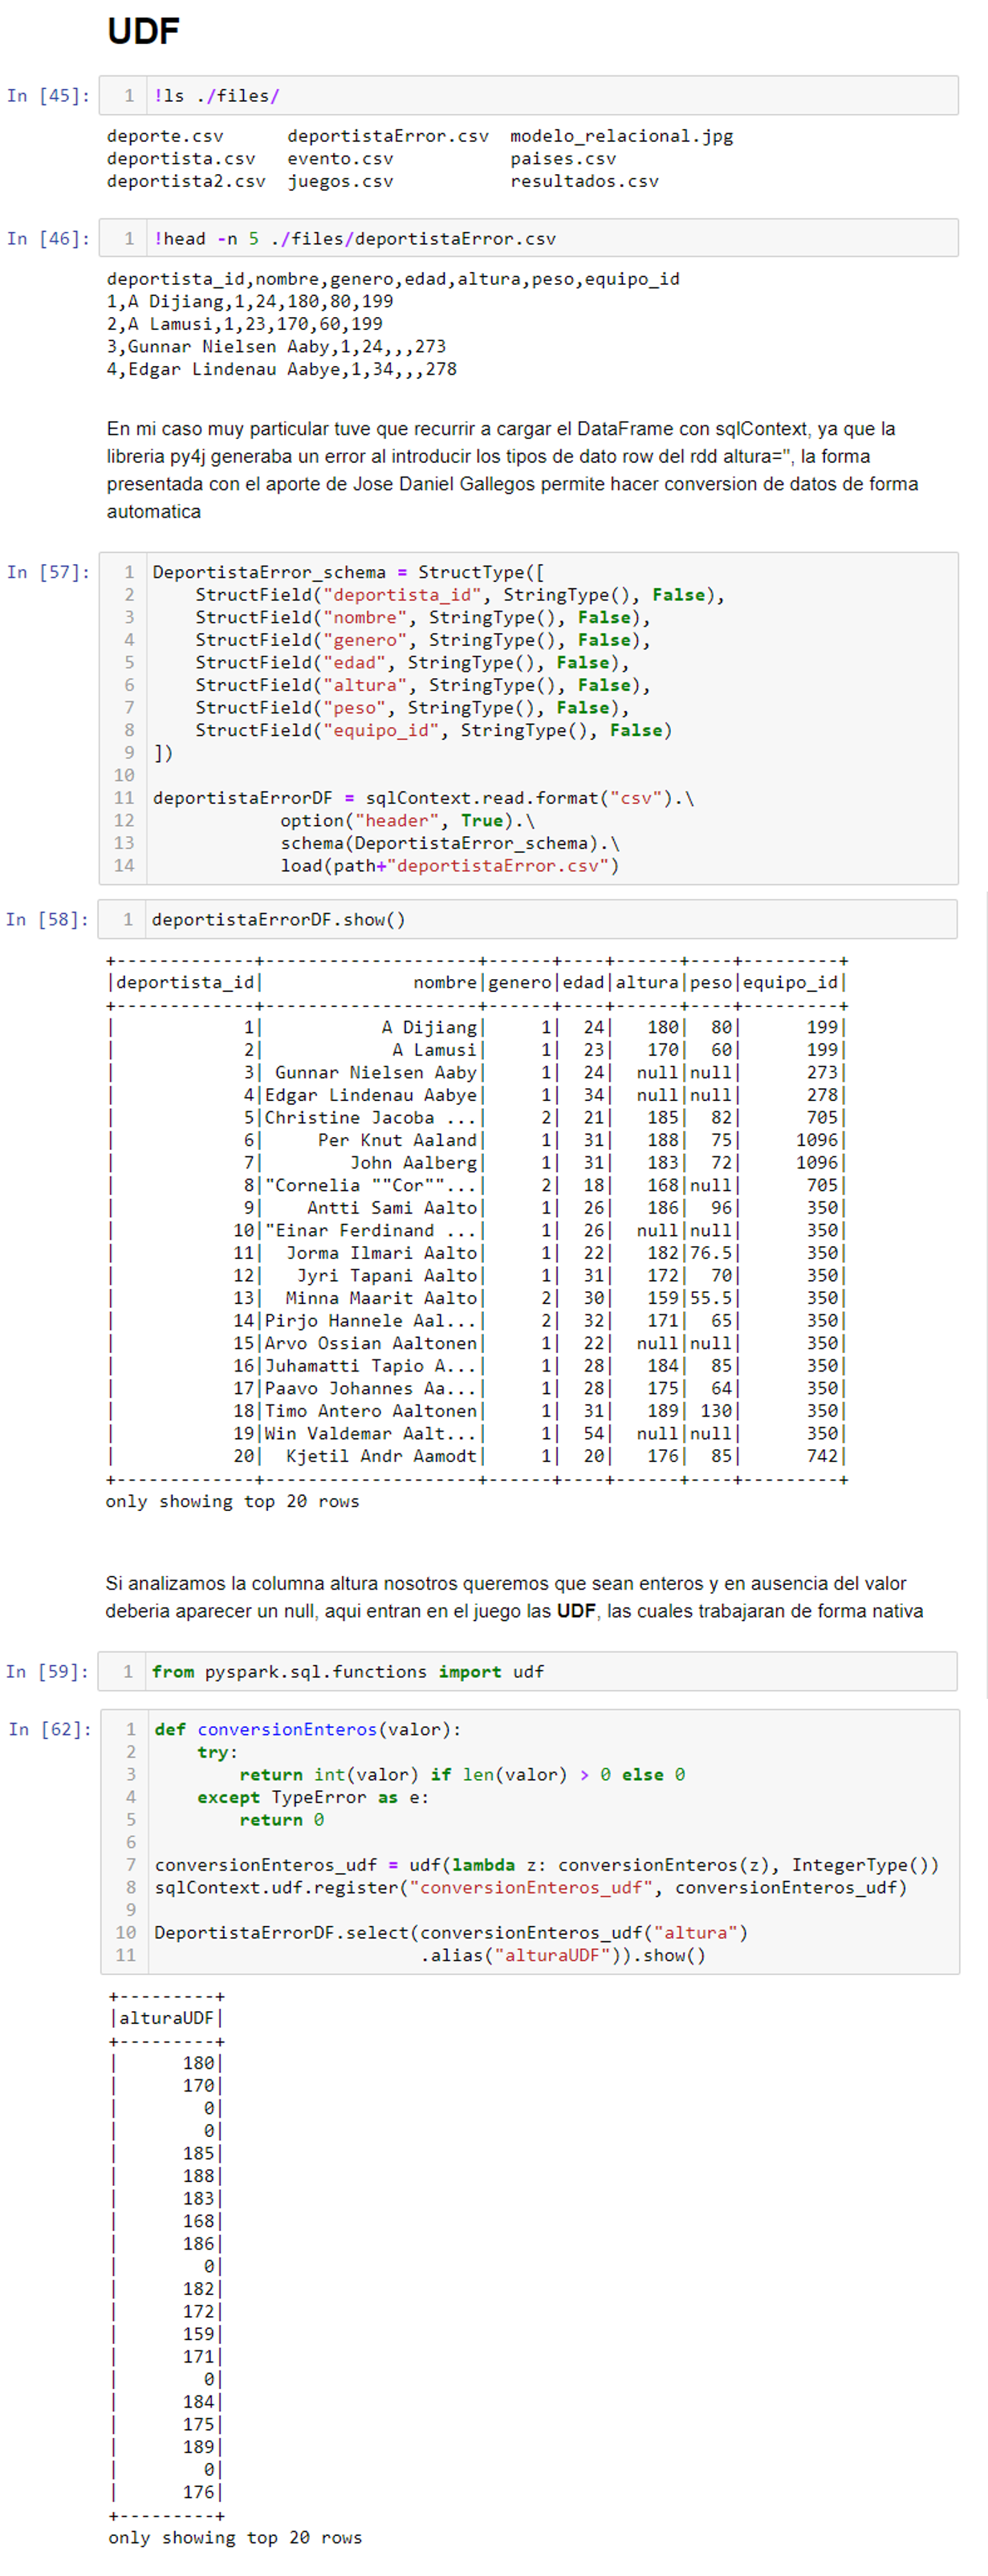 UDF
In [45]: 1 !ls ./files/
deporte.csv      deportistaError.csv  modelo_relacional.jpg
deportista.csv   evento.csv           paises.csv
deportista2.csv  juegos.csv           resultados.csv
In [46]: 1 !head -n 5 ./files/deportistaError.csv
deportista_id,nombre,genero,edad,altura,peso,equipo_id
1,A Dijiang,1,24,180,80,199
2,A Lamusi,1,23,170,60,199
3,Gunnar Nielsen Aaby,1,24,,,273
4,Edgar Lindenau Aabye,1,34,,,278
En mi caso muy particular tuve que recurrir a cargar el DataFrame con sqlContext, ya que la
libreria py4j generaba un error al introducir los tipos de dato row del rdd altura='', la forma
presentada con el aporte de Jose Daniel Gallegos permite hacer conversion de datos de forma
automatica
In [57]: 1 DeportistaError_schema = StructType([
2     StructField("deportista_id", StringType(), False),
3     StructField("nombre", StringType(), False),
4     StructField("genero", StringType(), False),
5     StructField("edad", StringType(), False),
6     StructField("altura", StringType(), False),
7     StructField("peso", StringType(), False),
8     StructField("equipo_id", StringType(), False)
9 ])
10
11 deportistaErrorDF = sqlContext.read.format("csv").\
12             option("header", True).\
13             schema(DeportistaError_schema).\
14             load(path+"deportistaError.csv")
In [58]: 1 deportistaErrorDF.show()
+-------------+--------------------+------+----+------+----+---------+
|deportista_id|              nombre|genero|edad|altura|peso|equipo_id|
+-------------+--------------------+------+----+------+----+---------+
|            1|           A Dijiang|     1|  24|   180|  80|      199|
|            2|            A Lamusi|     1|  23|   170|  60|      199|
|            3| Gunnar Nielsen Aaby|     1|  24|  null|null|      273|
|            4|Edgar Lindenau Aabye|     1|  34|  null|null|      278|
|            5|Christine Jacoba ...|     2|  21|   185|  82|      705|
|            6|     Per Knut Aaland|     1|  31|   188|  75|     1096|
|            7|        John Aalberg|     1|  31|   183|  72|     1096|
|            8|"Cornelia ""Cor""...|     2|  18|   168|null|      705|
|            9|    Antti Sami Aalto|     1|  26|   186|  96|      350|
|           10|"Einar Ferdinand ...|     1|  26|  null|null|      350|
|           11|  Jorma Ilmari Aalto|     1|  22|   182|76.5|      350|
|           12|   Jyri Tapani Aalto|     1|  31|   172|  70|      350|
|           13|  Minna Maarit Aalto|     2|  30|   159|55.5|      350|
|           14|Pirjo Hannele Aal...|     2|  32|   171|  65|      350|
|           15|Arvo Ossian Aaltonen|     1|  22|  null|null|      350|
|           16|Juhamatti Tapio A...|     1|  28|   184|  85|      350|
|           17|Paavo Johannes Aa...|     1|  28|   175|  64|      350|
|           18|Timo Antero Aaltonen|     1|  31|   189| 130|      350|
|           19|Win Valdemar Aalt...|     1|  54|  null|null|      350|
|           20|  Kjetil Andr Aamodt|     1|  20|   176|  85|      742|
+-------------+--------------------+------+----+------+----+---------+
only showing top 20 rows
Si analizamos la columna altura nosotros queremos que sean enteros y en ausencia del valor
deberia aparecer un null, aqui entran en el juego las UDF, las cuales trabajaran de forma nativa
In [59]: 1 from pyspark.sql.functions import udf
In [62]: 1 def conversionEnteros(valor):
2     try:
3         return int(valor) if len(valor) > 0 else 0
4     except TypeError as e:
5         return 0
6
7 conversionEnteros_udf = udf(lambda z: conversionEnteros(z), IntegerType())
8 sqlContext.udf.register("conversionEnteros_udf", conversionEnteros_udf)
9
10 DeportistaErrorDF.select(conversionEnteros_udf("altura")
11                          .alias("alturaUDF")).show()
+---------+
|alturaUDF|
+---------+
|      180|
|      170|
|        0|
|        0|
|      185|
|      188|
|      183|
|      168|
|      186|
|        0|
|      182|
|      172|
|      159|
|      171|
|        0|
|      184|
|      175|
|      189|
|        0|
|      176|
+---------+
only showing top 20 rows